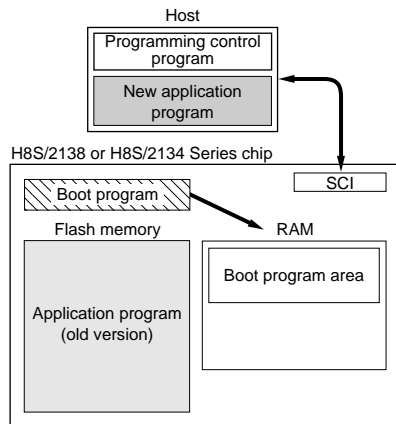 Host
Programming control
program
New application
program
H8S/2138 or H8S/2134 Series chip
SCI
Boot program
Flash memory
RAM
Boot program area
Application program
(old version)